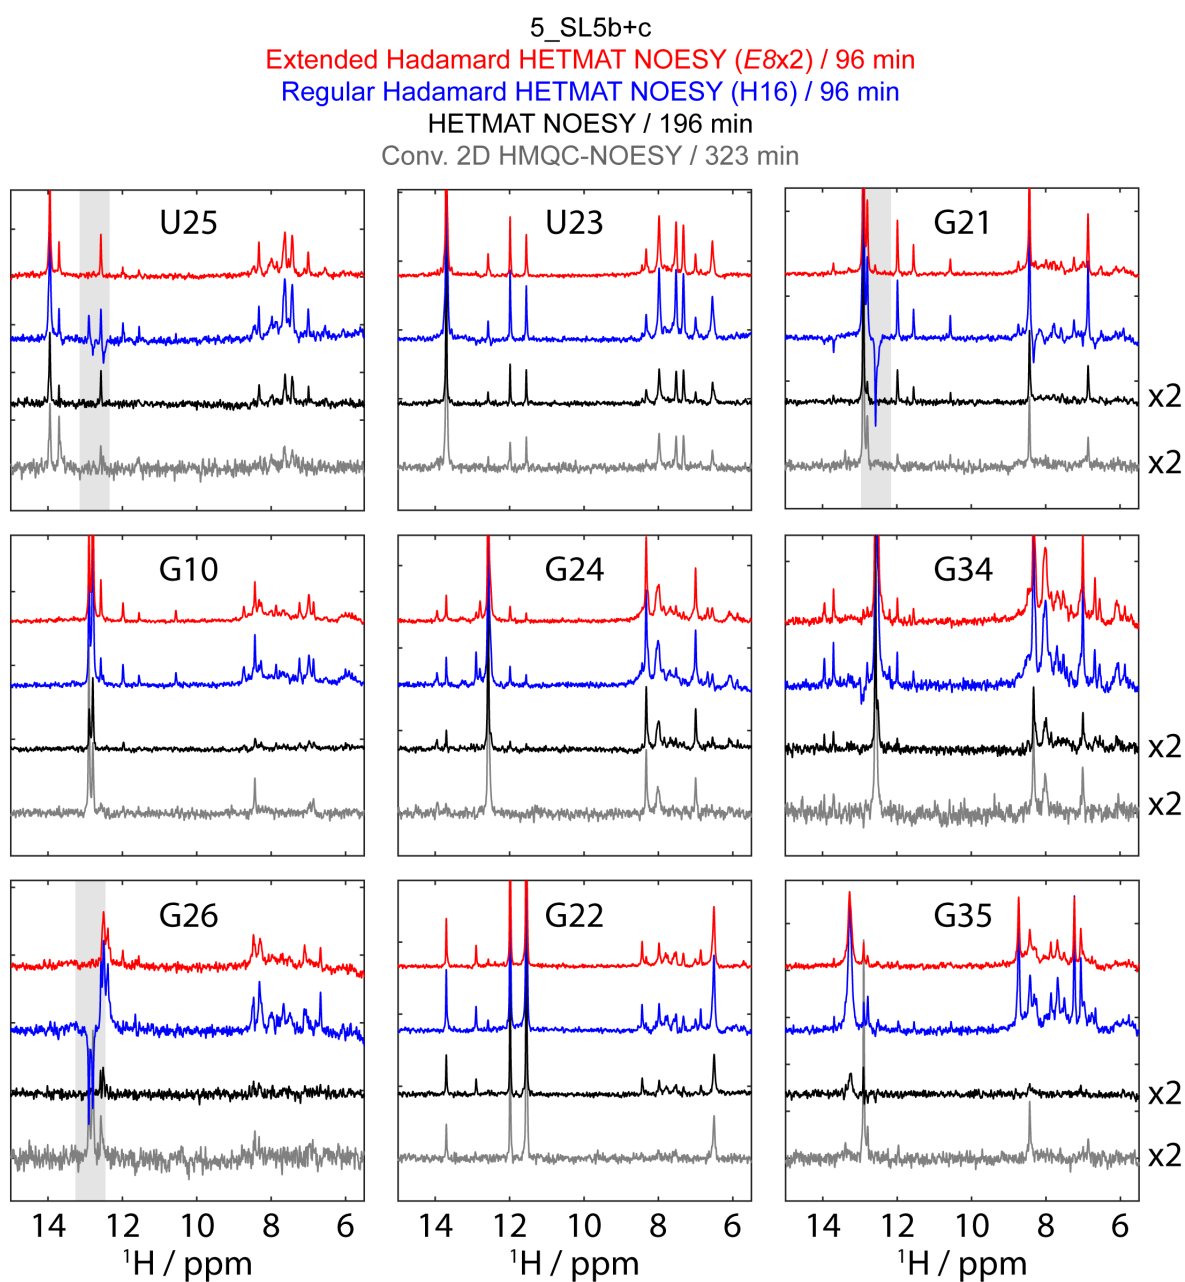 5_SL5b+c
Extended Hadamard HETMAT NOESY (E8x2) / 96 min
Regular Hadamard HETMAT NOESY (H16) / 96 min
HETMAT NOESY / 196 min
Conv. 2D HMQC-NOESY / 323 min
U25 U23 G21
x2
x2
G10 G24 G34
x2
x2
G26 G22 G35
x2
x2
14 12 10 8 6 14 12 10 8 6 14 12 10 8 6
¹H / ppm ¹H / ppm ¹H / ppm